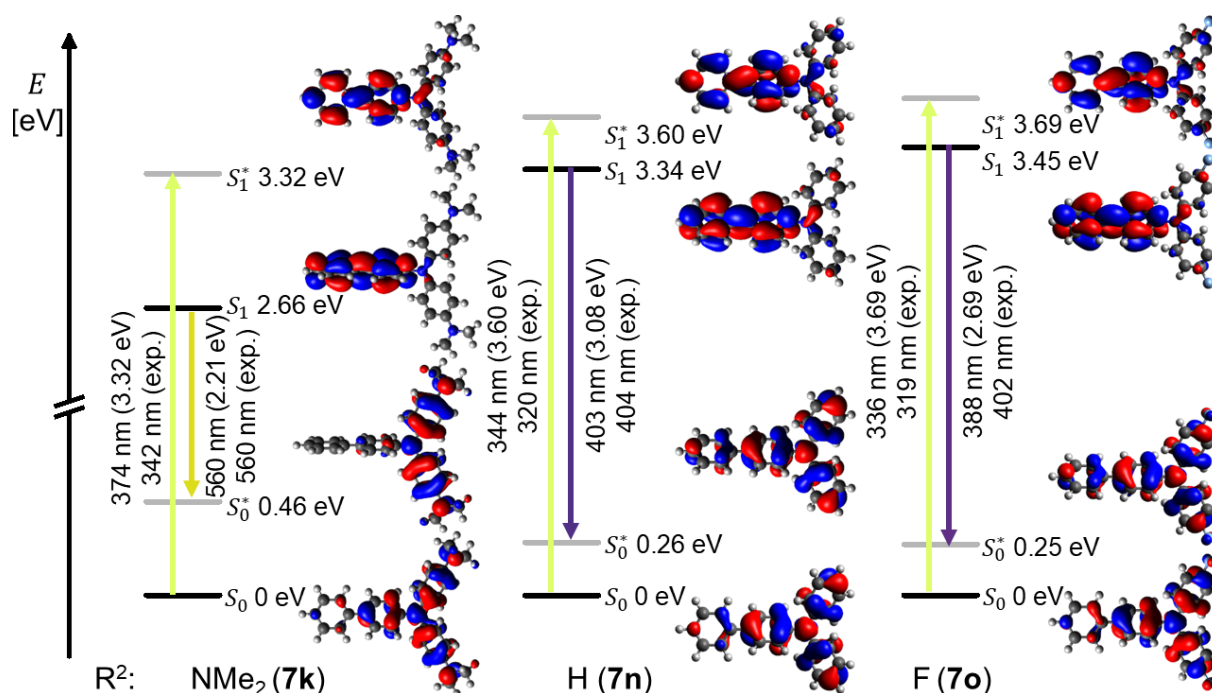 E
[eV]
S₁* 3.32 eV
S₁ 2.66 eV
374 nm (3.32 eV)
342 nm (exp.)
560 nm (2.21 eV)
560 nm (exp.)
S₀* 0.46 eV
S₀ 0 eV
S₁* 3.60 eV
S₁ 3.34 eV
344 nm (3.60 eV)
320 nm (exp.)
403 nm (3.08 eV)
404 nm (exp.)
S₀* 0.26 eV
S₀ 0 eV
S₁* 3.69 eV
S₁ 3.45 eV
336 nm (3.69 eV)
319 nm (exp.)
388 nm (2.69 eV)
402 nm (exp.)
S₀* 0.25 eV
S₀ 0 eV
R²: NMe₂ (7k) H (7n) F (7o)